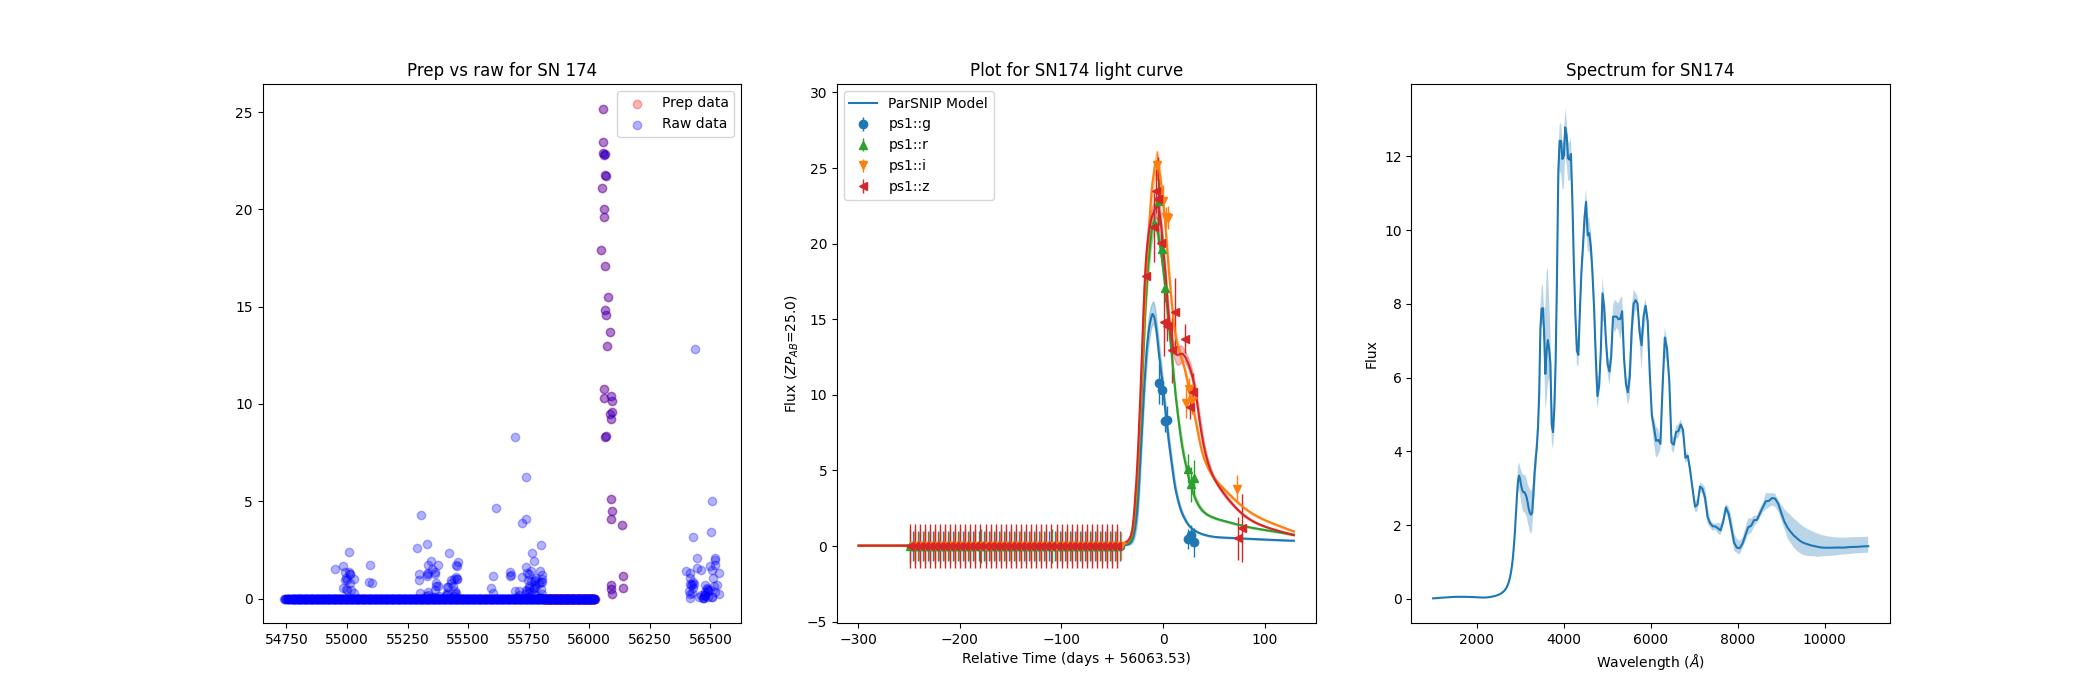 Prep vs raw for SN 174
Prep data
Raw data
25
20
15
10
5
0
54750 55000 55250 55500 55750 56000 56250 56500
Plot for SN174 light curve
ParSNIP Model
ps1::g
ps1::r
ps1::i
ps1::z
Flux (ZP_AB=25.0)
30
25
20
15
10
5
0
−5
−300 −200 −100 0 100
Relative Time (days + 56063.53)
Spectrum for SN174
Flux
12
10
8
6
4
2
0
2000 4000 6000 8000 10000
Wavelength (Å)